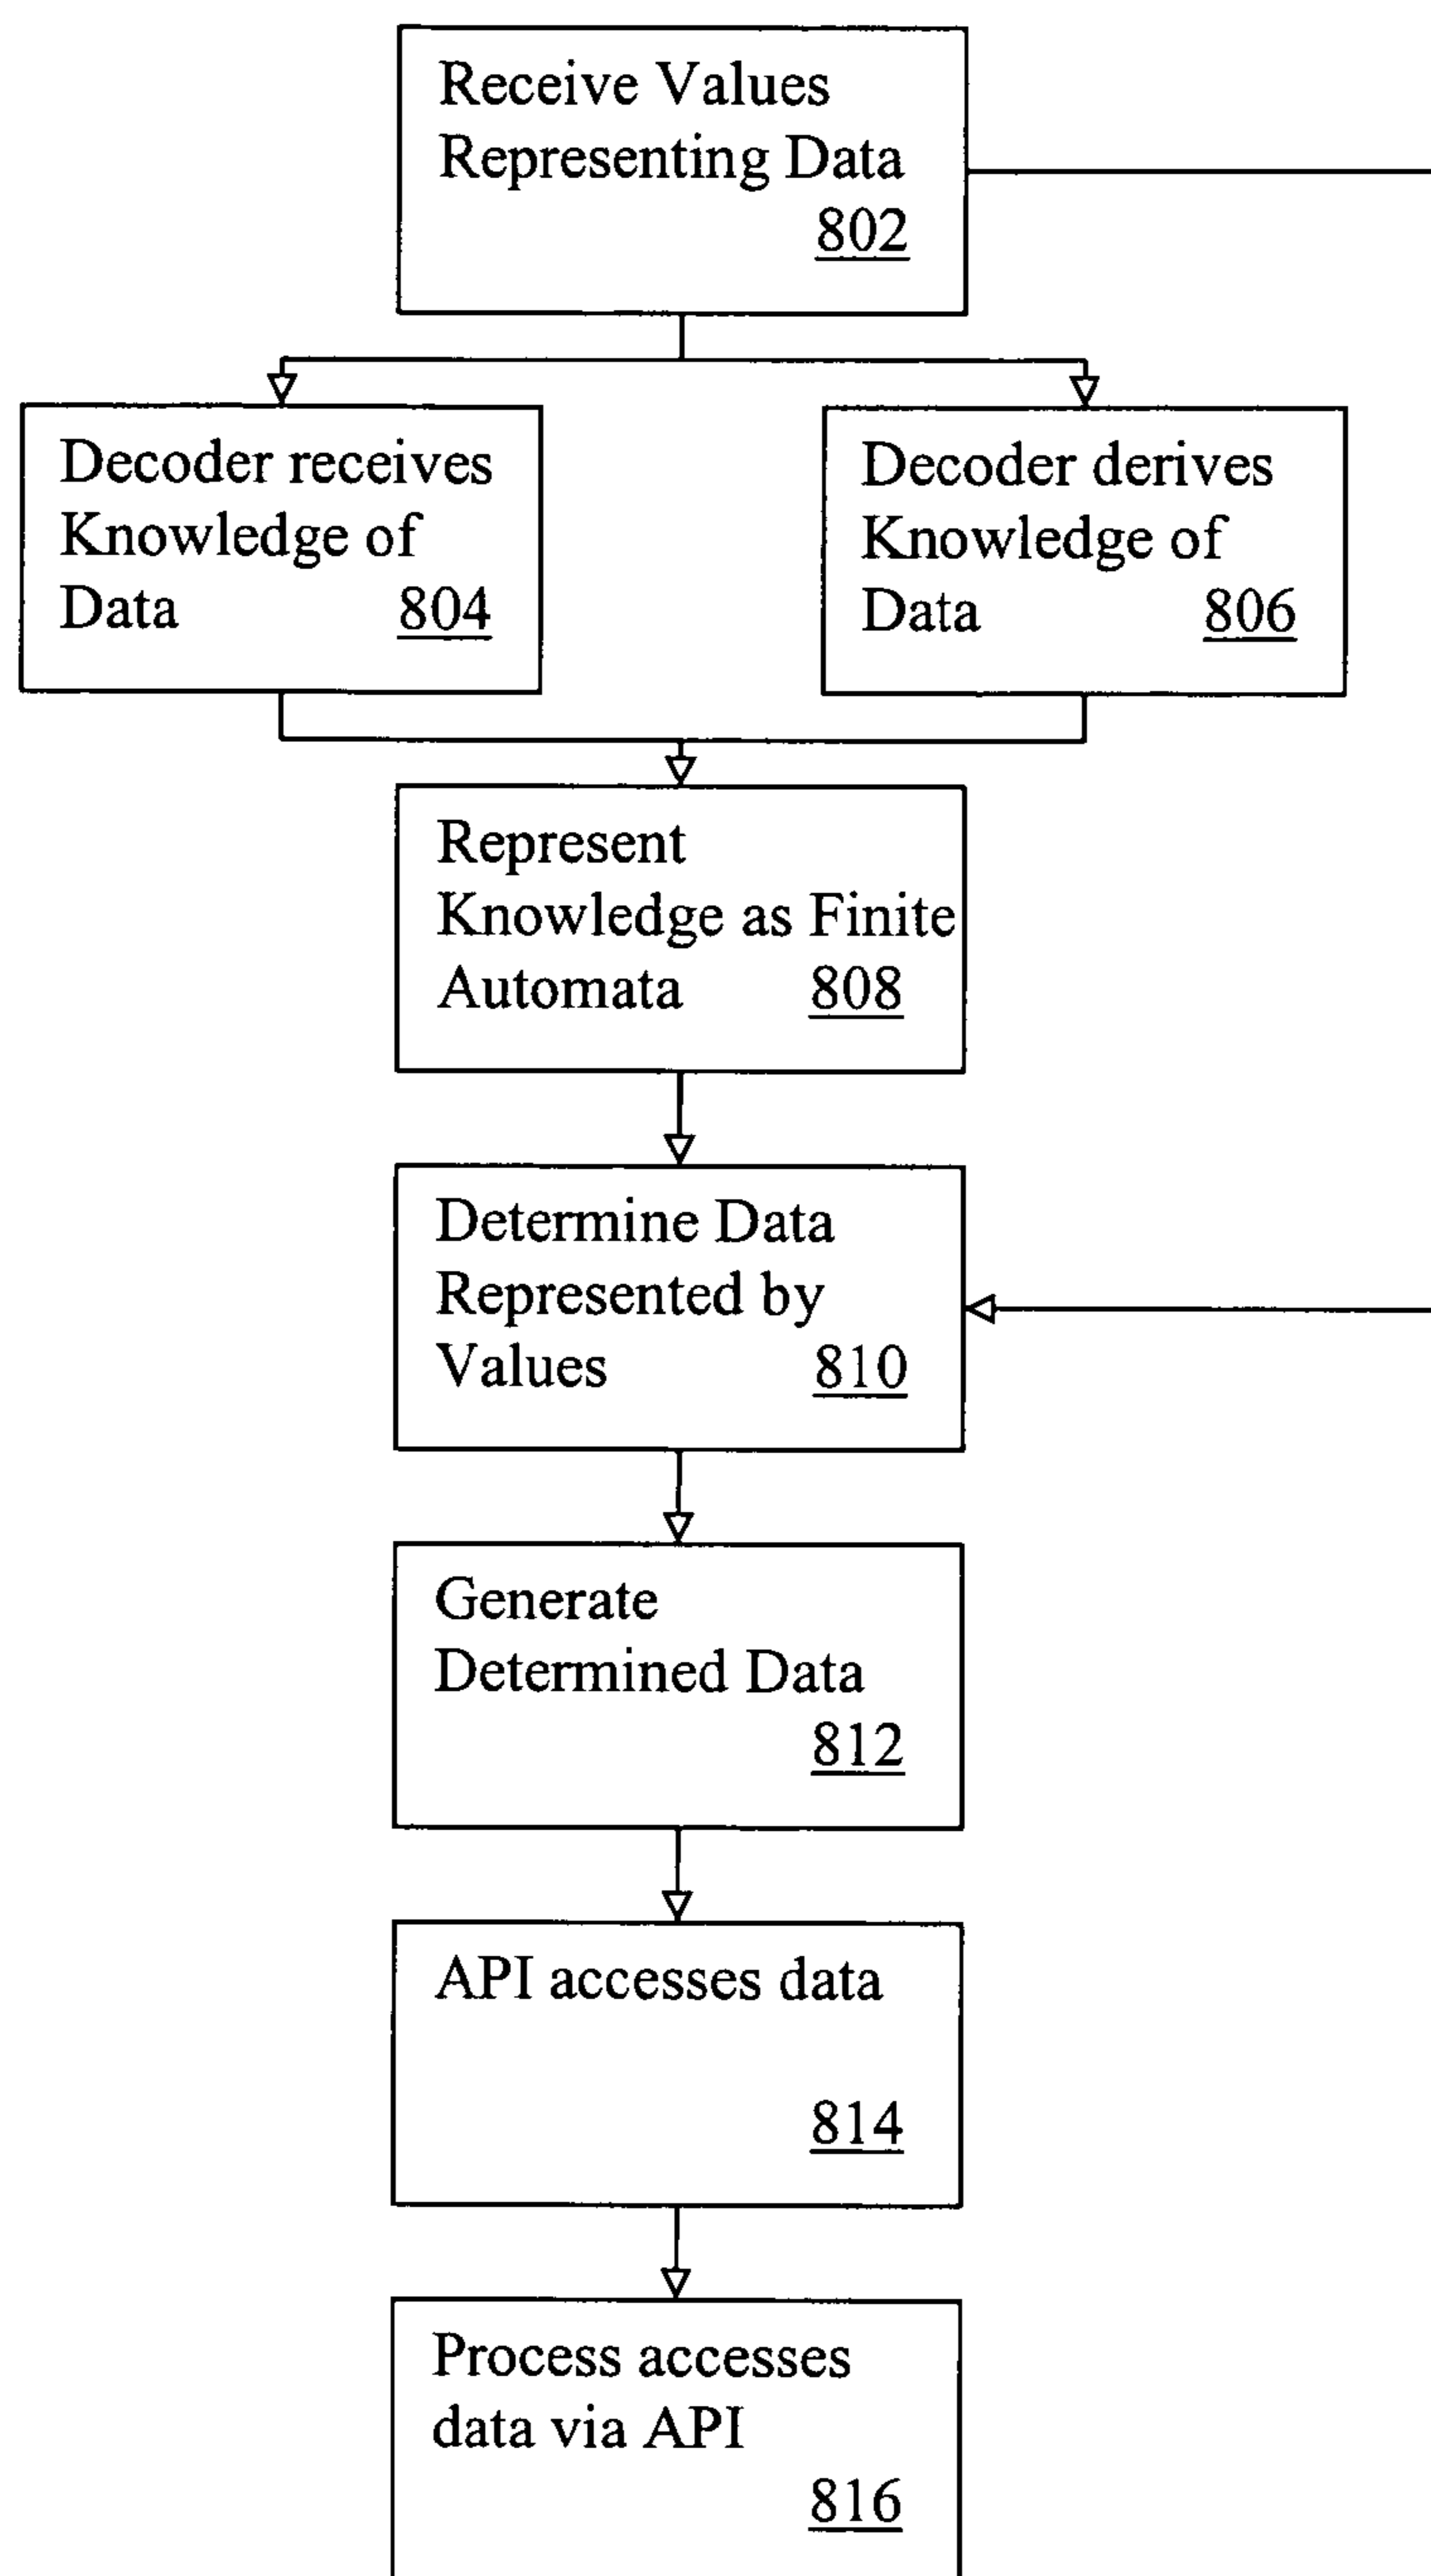 Receive Values
Representing Data
802
Decoder receives
Knowledge of
Data 804
Decoder derives
Knowledge of
Data 806
Represent
Knowledge as Finite
Automata 808
Determine Data
Represented by
Values 810
Generate
Determined Data
812
API accesses data
814
Process accesses
data via API
816